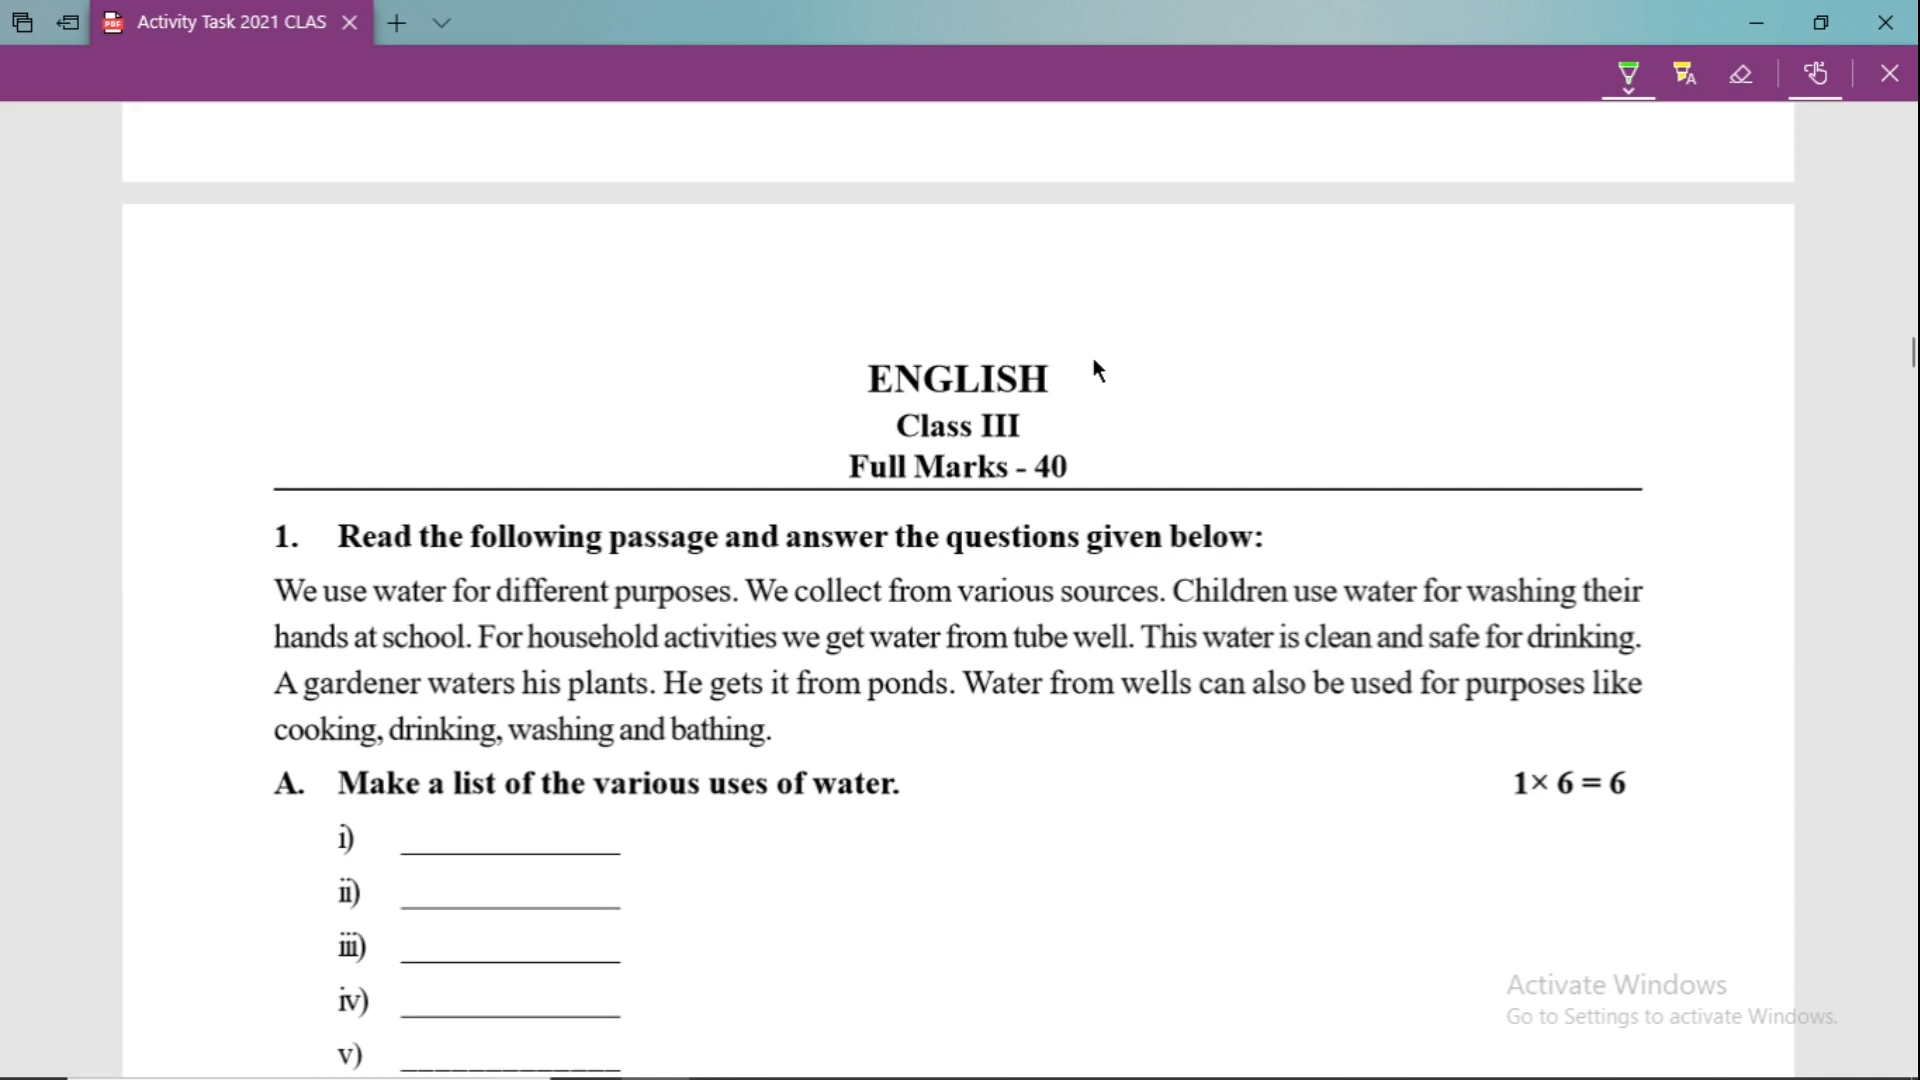 Activity Task 2021 CLAS
ENGLISH
Class III
Full Marks - 40
1. Read the following passage and answer the questions given below:
We use water for different purposes. We collect from various sources. Children use water for washing their
hands at school. For household activities we get water from tube well. This water is clean and safe for drinking.
A gardener waters his plants. He gets it from ponds. Water from wells can also be used for purposes like
cooking, drinking, washing and bathing.
A. Make a list of the various uses of water. 1× 6 = 6
i) _____________
ii) _____________
iii) _____________
iv) _____________
v) _____________
Activate Windows
Go to Settings to activate Windows.